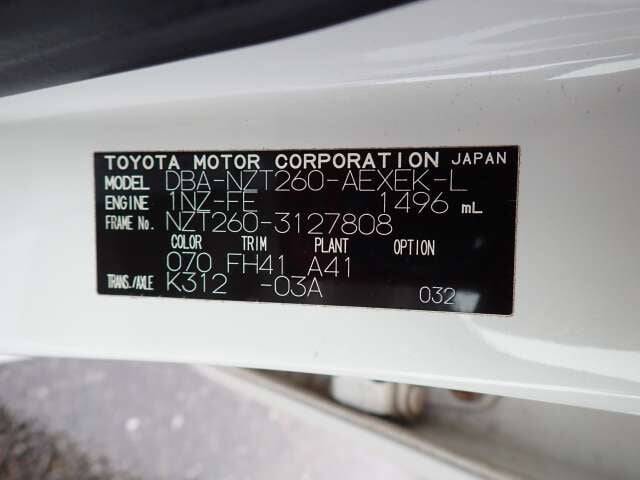 TOYOTA MOTOR CORPORATION JAPAN
MODEL DBA-NZT260-AEXEK-L
ENGINE 1NZ-FE 1496 mL
FRAME No. NZT260-3127808
COLOR TRIM PLANT OPTION
070 FH41 A41
TRANS./AXLE K312 -03A 032